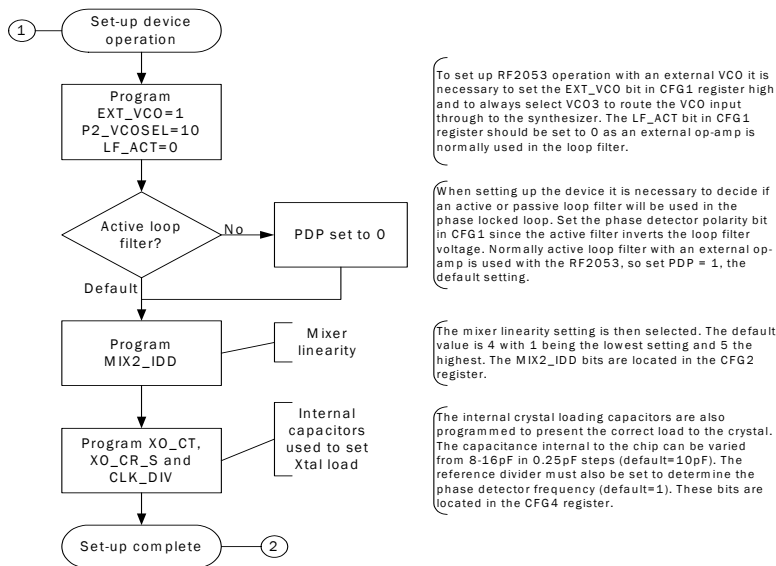 1
Set-up device
operation
Program
EXT_VCO=1
P2_VCOSEL=10
LF_ACT=0
To set up RF2053 operation with an external VCO it is
necessary to set the EXT_VCO bit in CFG1 register high
and to always select VCO3 to route the VCO input
through to the synthesizer. The LF_ACT bit in CFG1
register should be set to 0 as an external op-amp is
normally used in the loop filter.
Active loop
filter?
No
PDP set to 0
Default
When setting up the device it is necessary to decide if
an active or passive loop filter will be used in the
phase locked loop. Set the phase detector polarity bit
in CFG1 since the active filter inverts the loop filter
voltage. Normally active loop filter with an external op-
amp is used with the RF2053, so set PDP = 1, the
default setting.
Program
MIX2_IDD
Mixer
linearity
The mixer linearity setting is then selected. The default
value is 4 with 1 being the lowest setting and 5 the
highest. The MIX2_IDD bits are located in the CFG2
register.
Program XO_CT,
XO_CR_S and
CLK_DIV
Internal
capacitors
used to set
Xtal load
The internal crystal loading capacitors are also
programmed to present the correct load to the crystal.
The capacitance internal to the chip can be varied
from 8-16pF in 0.25pF steps (default=10pF). The
reference divider must also be set to determine the
phase detector frequency (default=1). These bits are
located in the CFG4 register.
Set-up complete
2